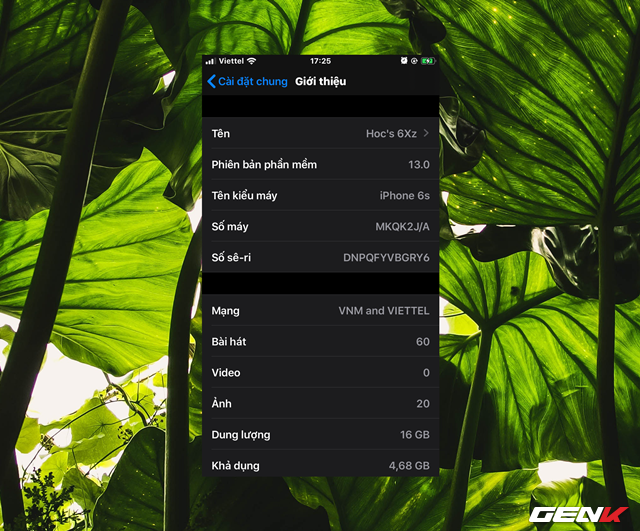 Viettel 17:25
Cài đặt chung Giới thiệu
Tên Hoc's 6Xz
Phiên bản phần mềm 13.0
Tên kiểu máy iPhone 6s
Số máy MKQK2J/A
Số sê-ri DNPQFYVBGRY6
Mạng VNM and VIETTEL
Bài hát 60
Video 0
Ảnh 20
Dung lượng 16 GB
Khả dụng 4,68 GB
GENK